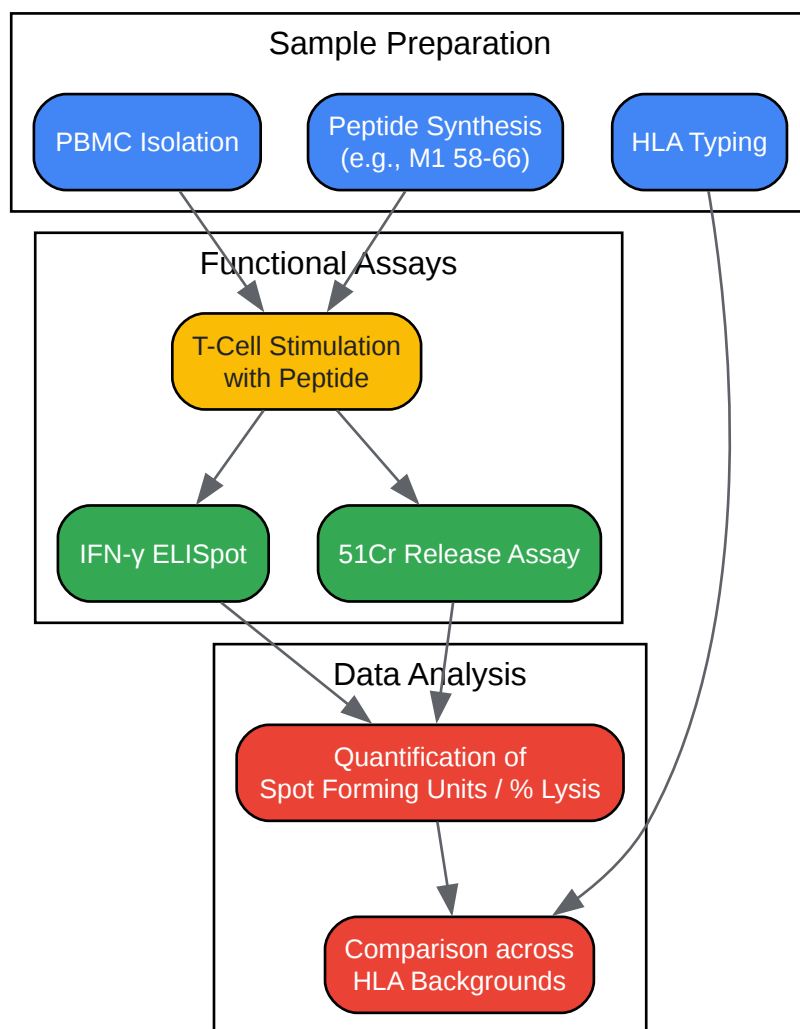 Sample Preparation
PBMC Isolation
Peptide Synthesis
(e.g., M1 58-66)
HLA Typing
Functional Assays
T-Cell Stimulation
with Peptide
IFN-γ ELISpot
51Cr Release Assay
Data Analysis
Quantification of
Spot Forming Units / % Lysis
Comparison across
HLA Backgrounds